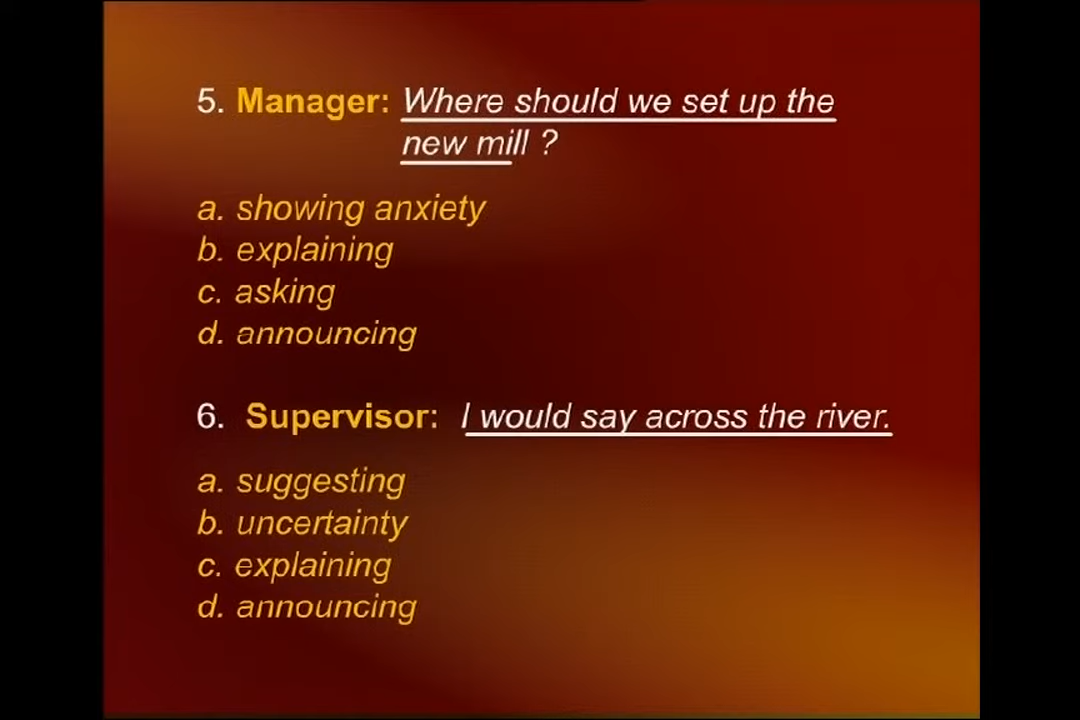 5. Manager: Where should we set up the
new mill ?
a. showing anxiety
b. explaining
c. asking
d. announcing
6. Supervisor: I would say across the river.
a. suggesting
b. uncertainty
c. explaining
d. announcing